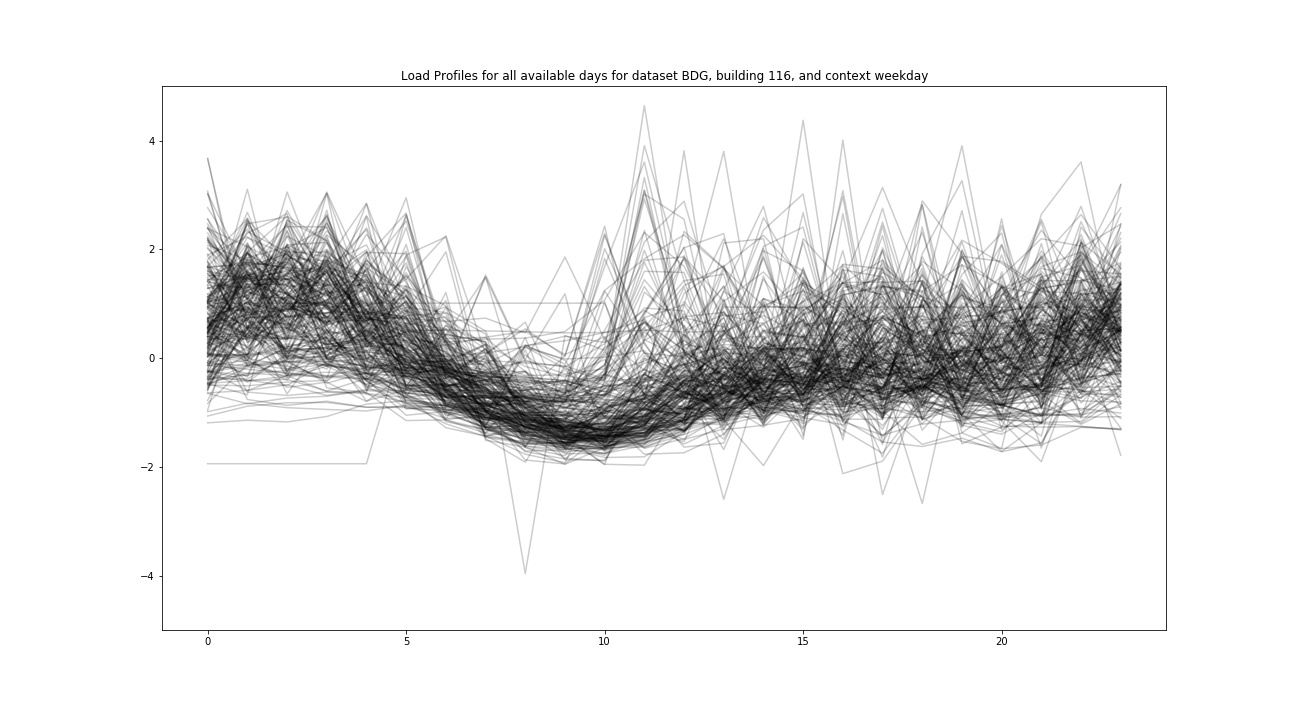 Load Profiles for all available days for dataset BDG, building 116, and context weekday
4
2
0
−2
−4
0 5 10 15 20